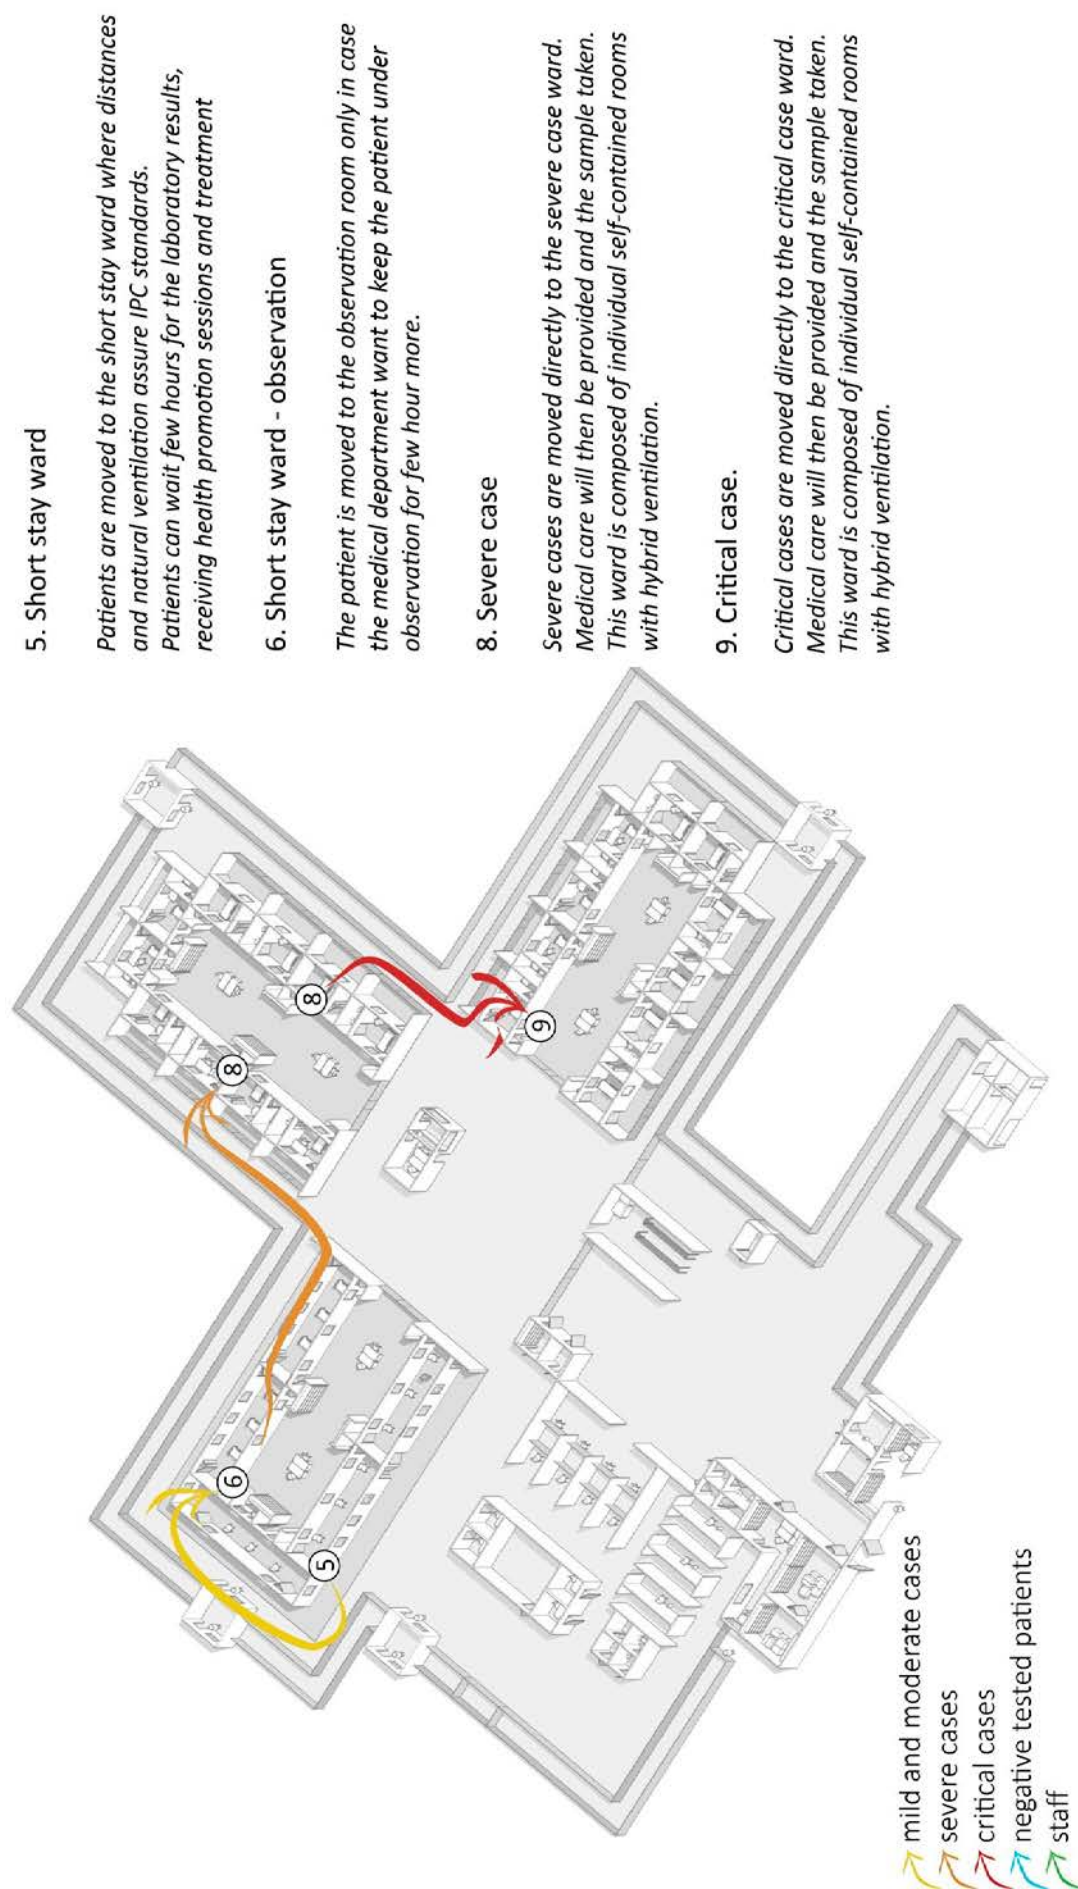 5. Short stay ward
Patients are moved to the short stay ward where distances
and natural ventilation assure IPC standards.
Patients can wait few hours for the laboratory results,
receiving health promotion sessions and treatment
6. Short stay ward - observation
The patient is moved to the observation room only in case
the medical department want to keep the patient under
observation for few hour more.
8. Severe case
Severe cases are moved directly to the severe case ward.
Medical care will then be provided and the sample taken.
This ward is composed of individual self-contained rooms
with hybrid ventilation.
9. Critical case.
Critical cases are moved directly to the critical case ward.
Medical care will then be provided and the sample taken.
This ward is composed of individual self-contained rooms
with hybrid ventilation.
5
6
8
8
9
mild and moderate cases
severe cases
critical cases
negative tested patients
staff